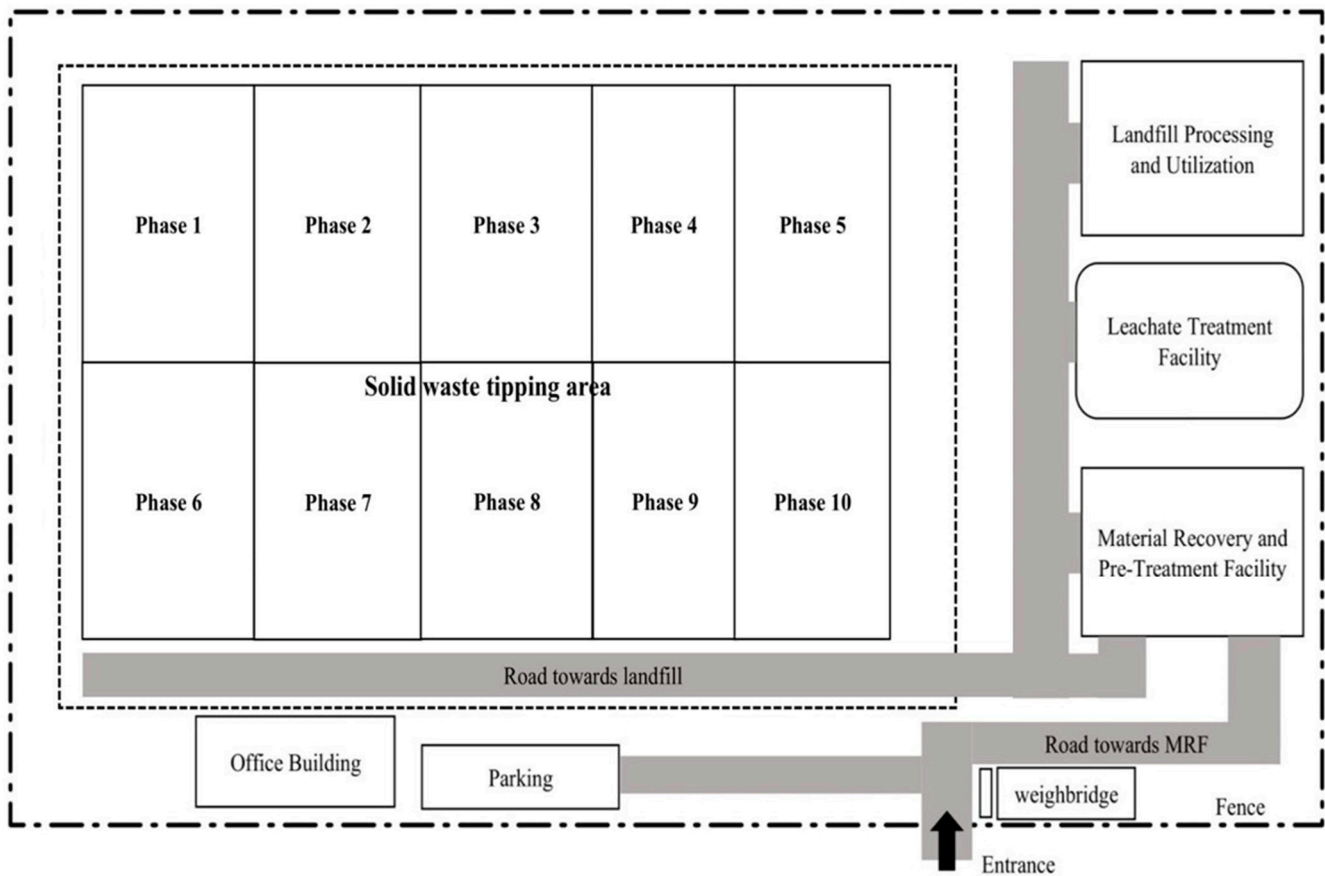 Landfill Processing
and Utilization
Phase 1
Phase 2
Phase 3
Phase 4
Phase 5
Leachate Treatment
Facility
Solid waste tipping area
Phase 6
Phase 7
Phase 8
Phase 9
Phase 10
Material Recovery and
Pre-Treatment Facility
Road towards landfill
Road towards MRF
Office Building
Parking
weighbridge
Fence
Entrance